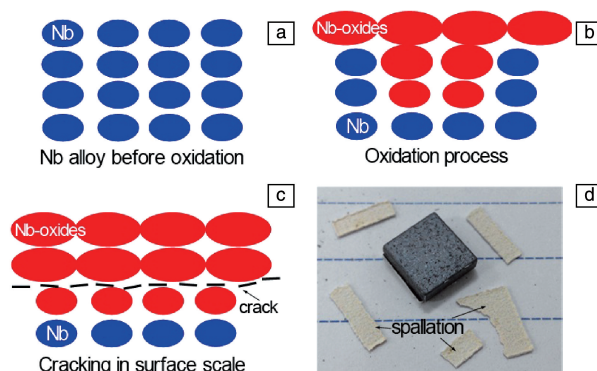 Nb
a
Nb alloy before oxidation
Nb-oxides
b
Nb
Oxidation process
Nb-oxides
c
crack
Nb
Cracking in surface scale
d
spallation